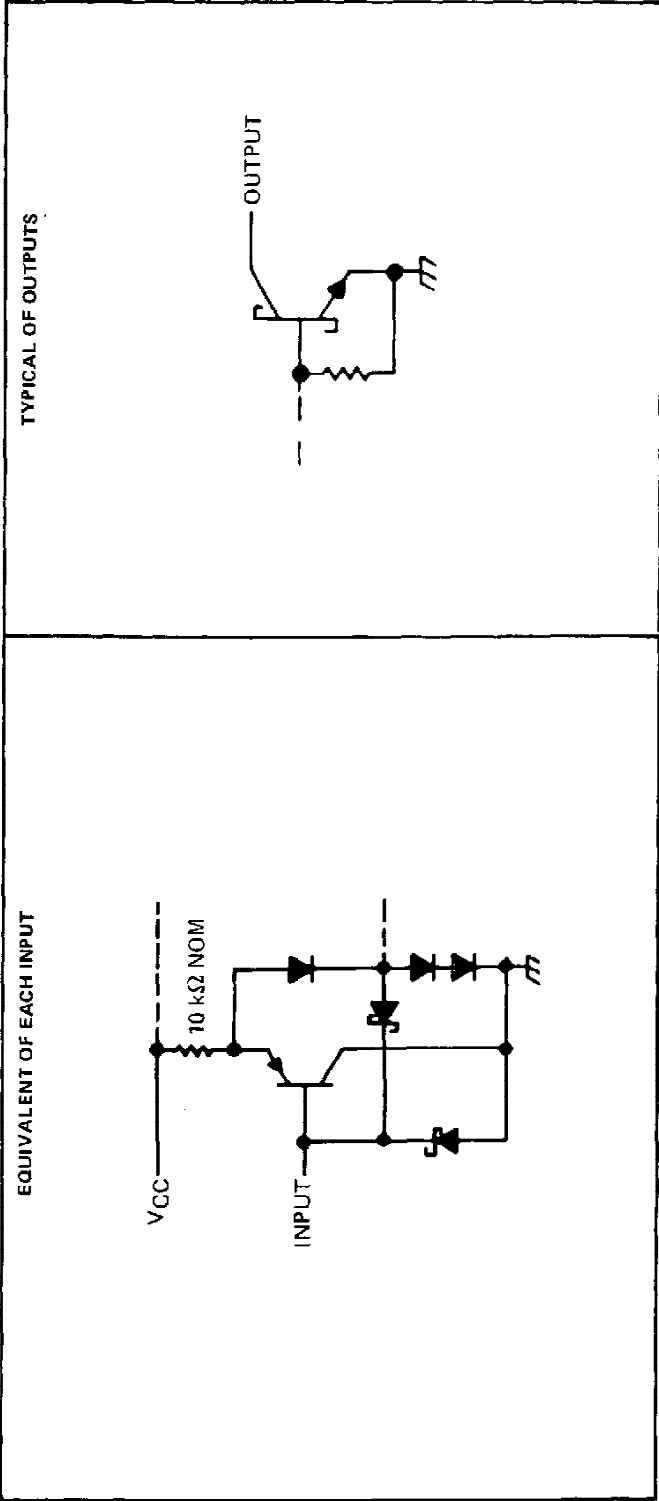 EQUIVALENT OF EACH INPUT
VCC
10 kΩ NOM
INPUT
TYPICAL OF OUTPUTS
OUTPUT